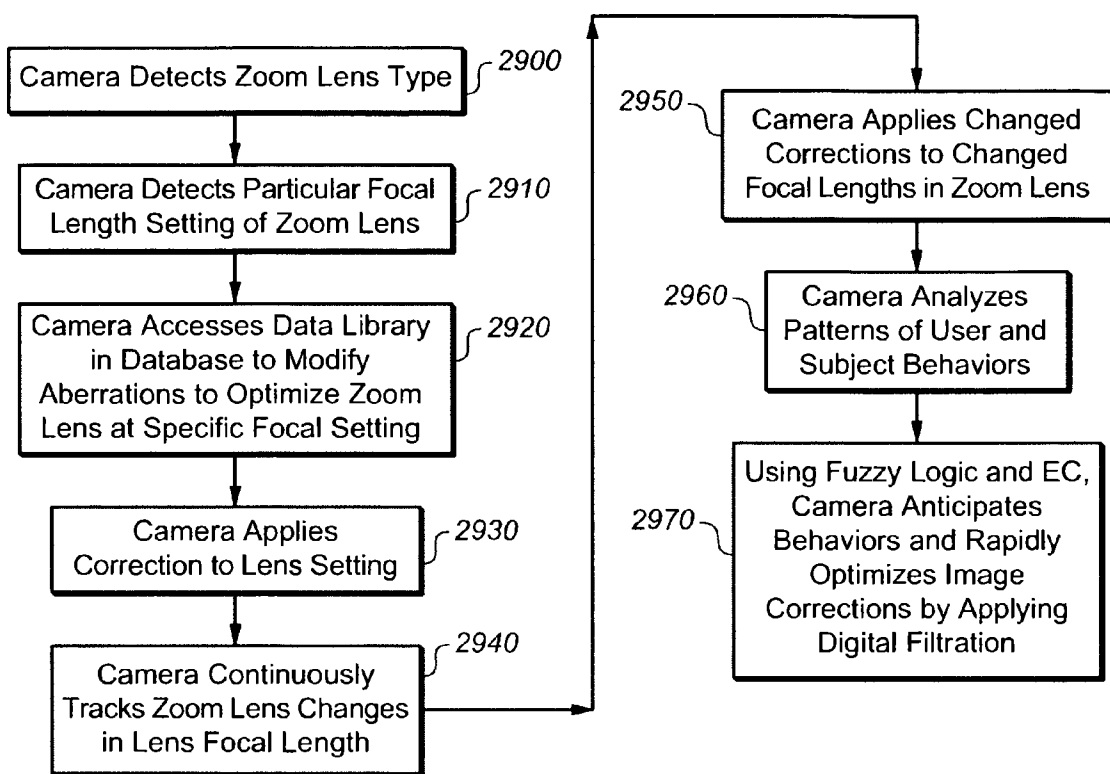 Camera Detects Zoom Lens Type
2900
Camera Detects Particular Focal
Length Setting of Zoom Lens
2910
Camera Accesses Data Library
in Database to Modify
Aberrations to Optimize Zoom
Lens at Specific Focal Setting
2920
Camera Applies
Correction to Lens Setting
2930
Camera Continuously
Tracks Zoom Lens Changes
in Lens Focal Length
2940
2950
Camera Applies Changed
Corrections to Changed
Focal Lengths in Zoom Lens
2960
Camera Analyzes
Patterns of User and
Subject Behaviors
2970
Using Fuzzy Logic and EC,
Camera Anticipates
Behaviors and Rapidly
Optimizes Image
Corrections by Applying
Digital Filtration